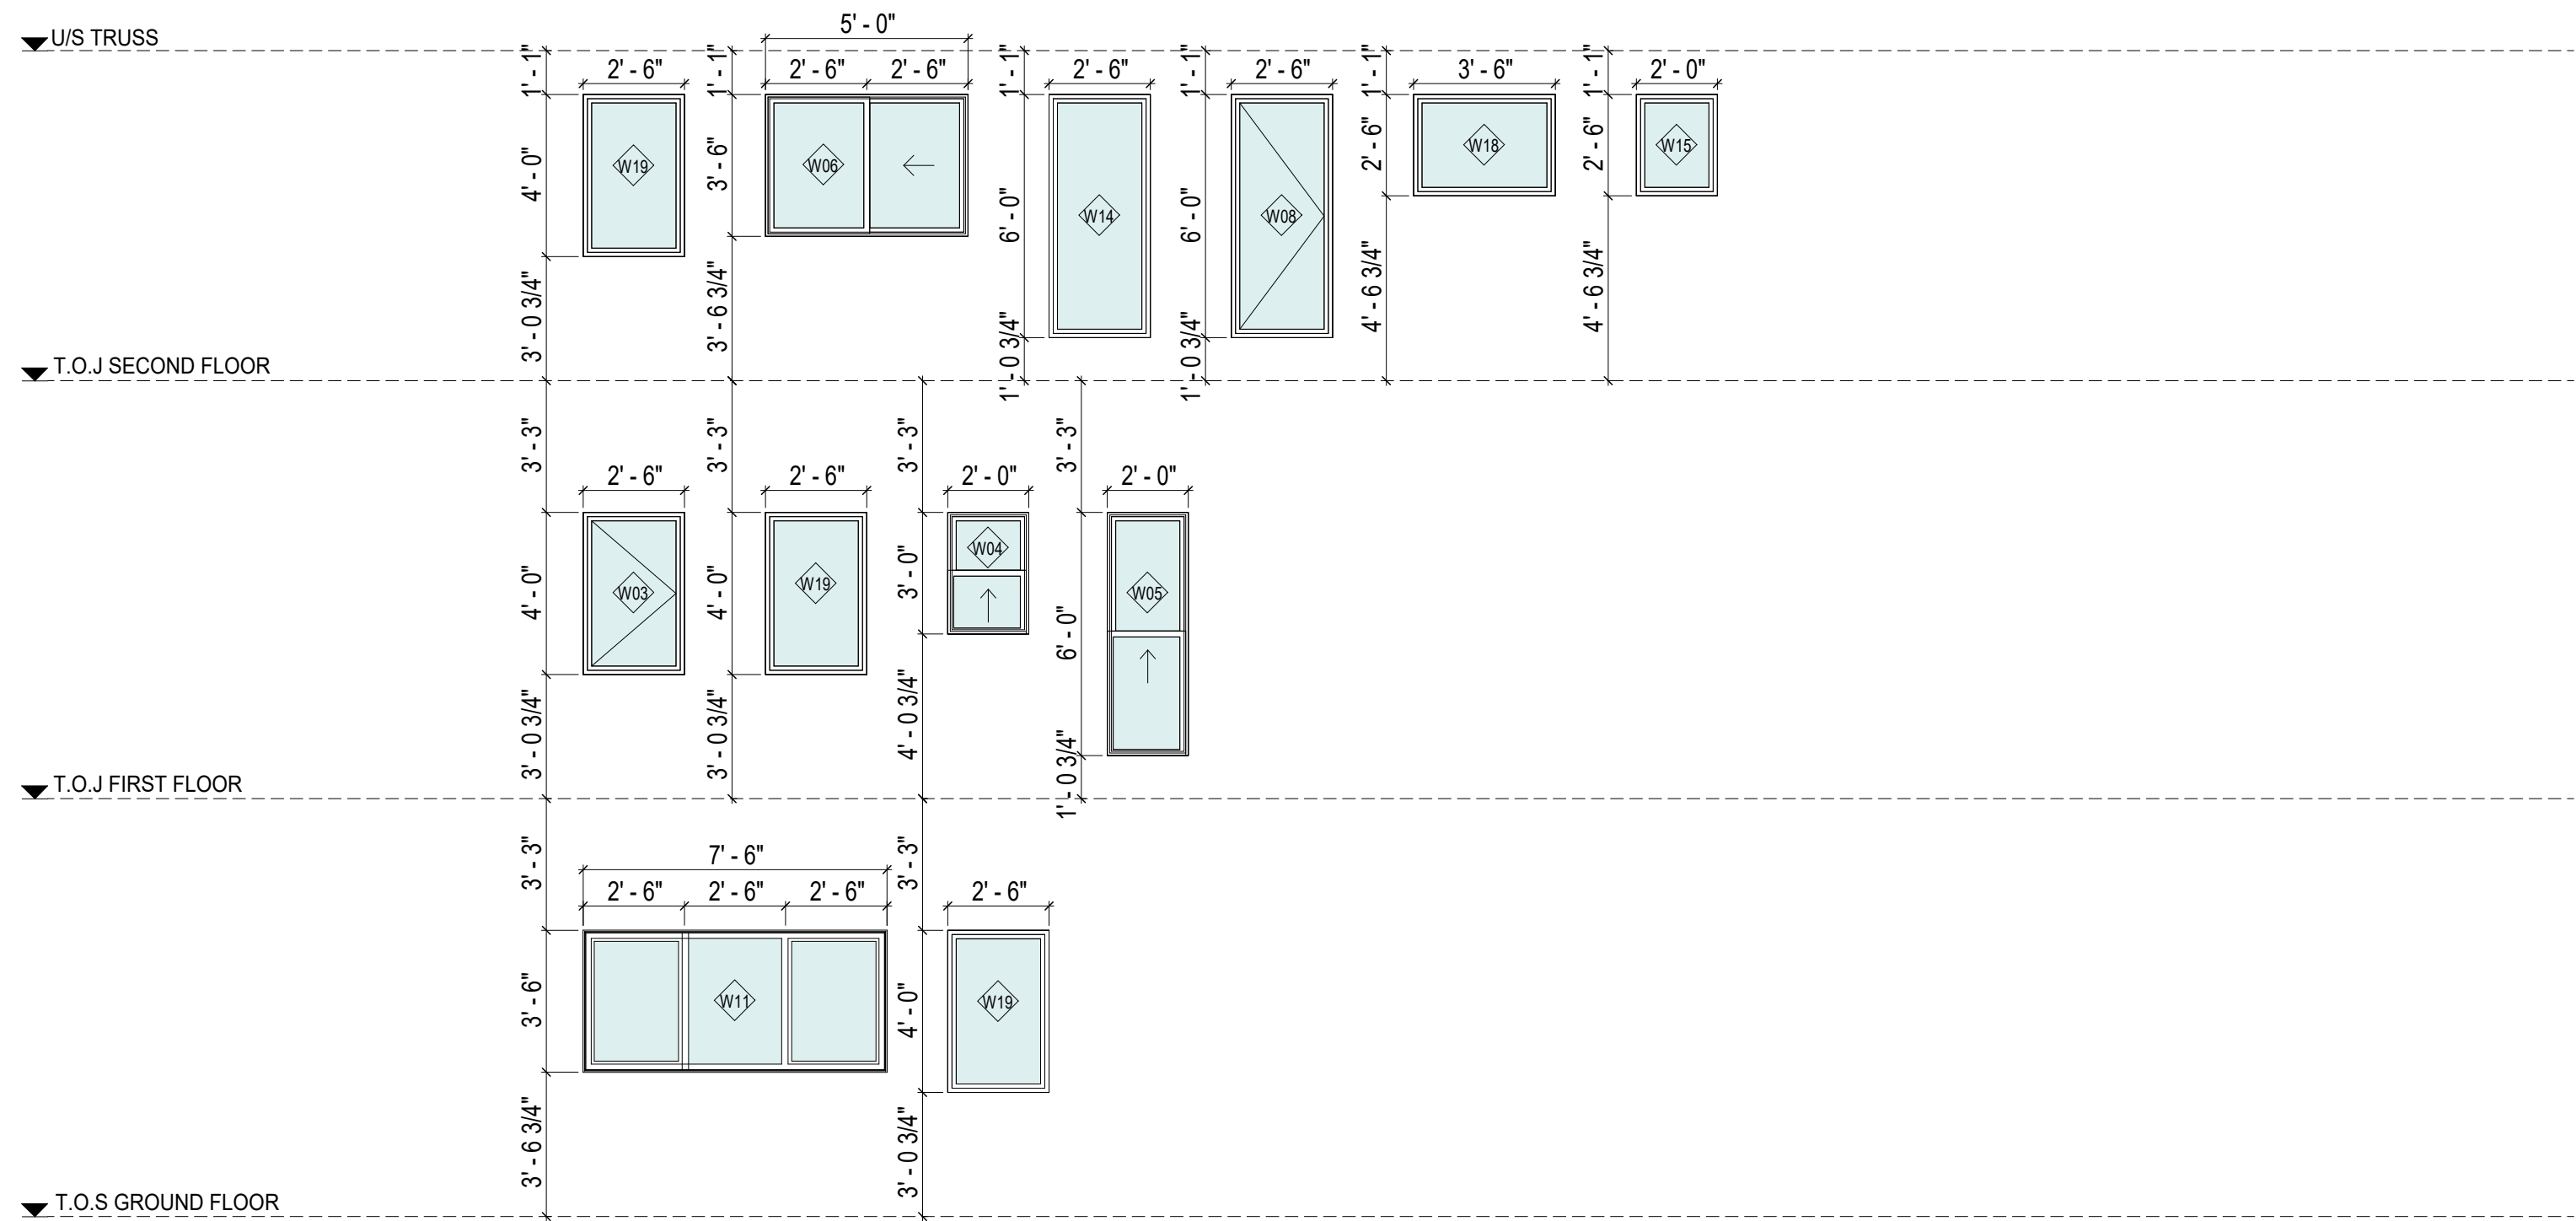 U/S TRUSS
5' - 0"
2' - 6"
2' - 6"
2' - 6"
2' - 6"
2' - 6"
3' - 6"
2' - 0"
1' - 1"
1' - 1"
1' - 1"
1' - 1"
1' - 1"
1' - 1"
4' - 0"
W19
3' - 6"
W06
6' - 0"
W14
6' - 0"
W08
2' - 6"
W18
2' - 6"
W15
3' - 0 3/4"
3' - 6 3/4"
1' - 0 3/4"
1' - 0 3/4"
4' - 6 3/4"
4' - 6 3/4"
T.O.J SECOND FLOOR
3' - 3"
3' - 3"
3' - 3"
3' - 3"
2' - 6"
2' - 6"
2' - 0"
2' - 0"
4' - 0"
W03
4' - 0"
W19
3' - 0"
W04
6' - 0"
W05
3' - 0 3/4"
3' - 0 3/4"
4' - 0 3/4"
1' - 0 3/4"
T.O.J FIRST FLOOR
3' - 3"
7' - 6"
3' - 3"
2' - 6"
2' - 6"
2' - 6"
2' - 6"
3' - 6"
W11
4' - 0"
W19
3' - 6 3/4"
3' - 0 3/4"
T.O.S GROUND FLOOR